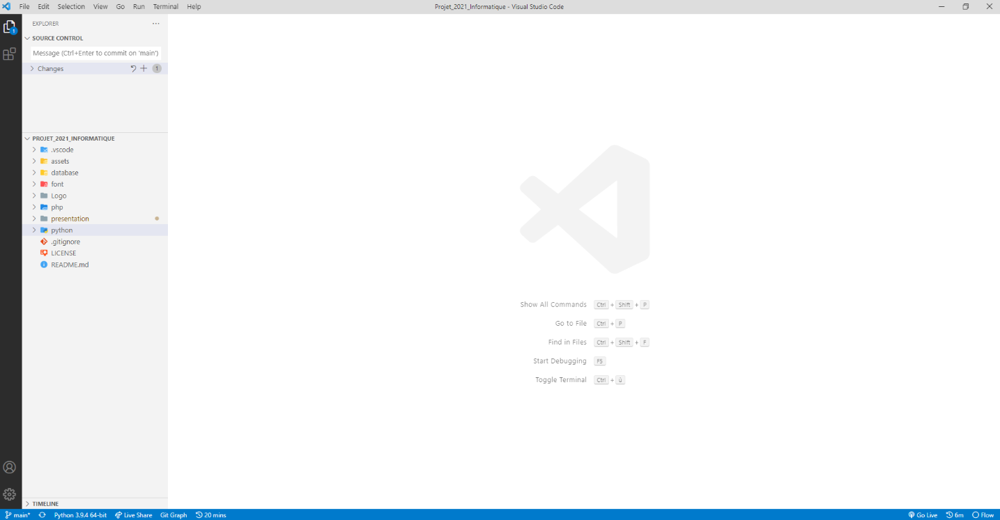 File Edit Selection View Go Run Terminal Help
Projet_2021_Informatique - Visual Studio Code
EXPLORER
1
SOURCE CONTROL
Message (Ctrl+Enter to commit on 'main')
Changes 1
PROJET_2021_INFORMATIQUE
.vscode
assets
database
font
Logo
php
presentation
python
.gitignore
LICENSE
README.md
Show All Commands Ctrl + Shift + P
Go to File Ctrl + P
Find in Files Ctrl + Shift + F
Start Debugging F5
Toggle Terminal Ctrl + ü
TIMELINE
main* Python 3.9.4 64-bit Live Share Git Graph 20 mins Go Live 6m Flow